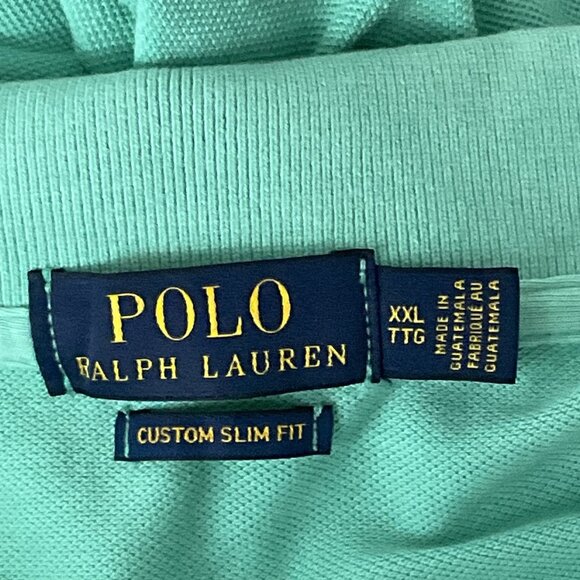 POLO
RALPH LAUREN
CUSTOM SLIM FIT
XXL
TTG
MADE IN
GUATEMALA
FABRIQUÉ AU
GUATEMALA